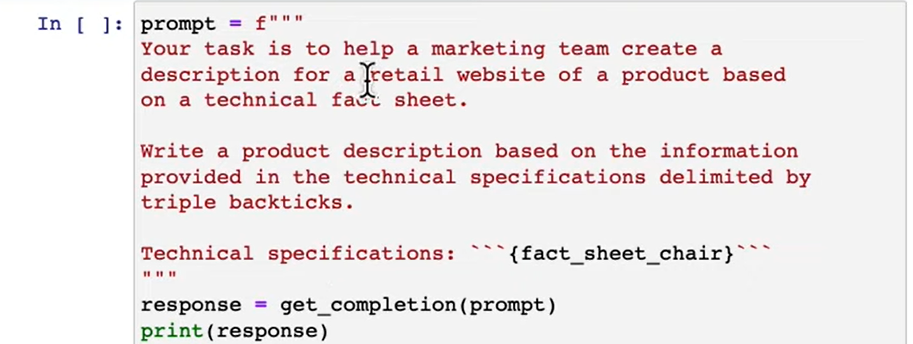 In [ ]: prompt = f"""
Your task is to help a marketing team create a
description for a retail website of a product based
on a technical fact sheet.
Write a product description based on the information
provided in the technical specifications delimited by
triple backticks.
Technical specifications: ```{fact_sheet_chair}```
"""
response = get_completion(prompt)
print(response)